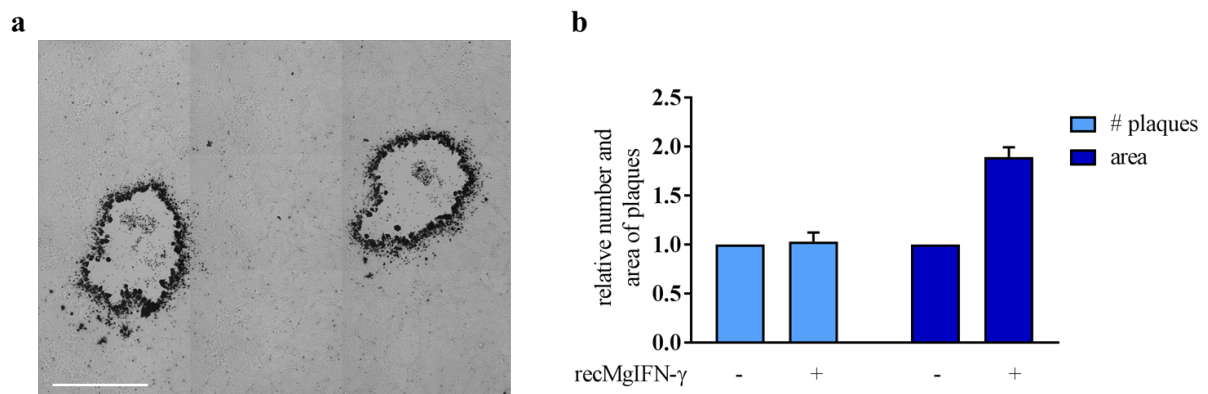 a
b
2.5
2.0
1.5
1.0
0.5
0.0
relative number and
area of plaques
# plaques
area
recMgIFN-γ - + - +